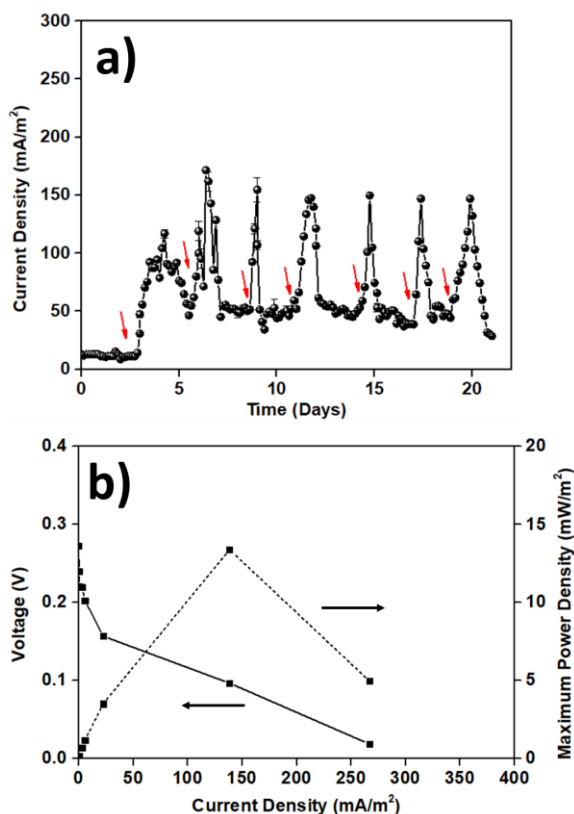 a)
300
250
200
150
100
50
0
Current Density (mA/m²)
0 5 10 15 20
Time (Days)
b)
0.4
0.3
0.2
0.1
0.0
Voltage (V)
20
15
10
5
0
Maximum Power Density (mW/m²)
0 50 100 150 200 250 300 350 400
Current Density (mA/m²)